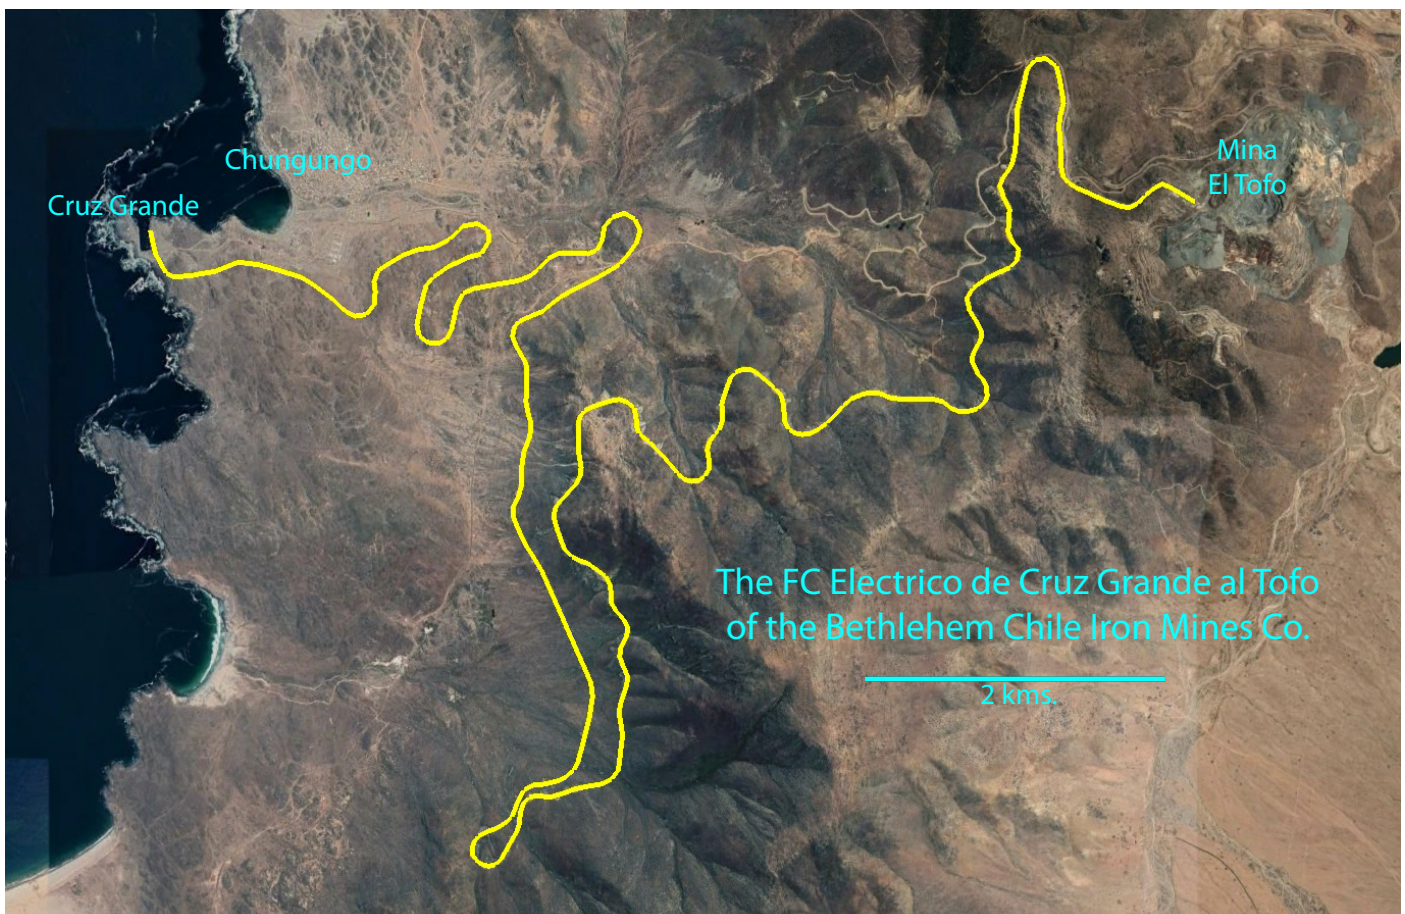 Chungungo
Cruz Grande
Mina
El Tofo
The FC Electrico de Cruz Grande al Tofo
of the Bethlehem Chile Iron Mines Co.
2 kms.